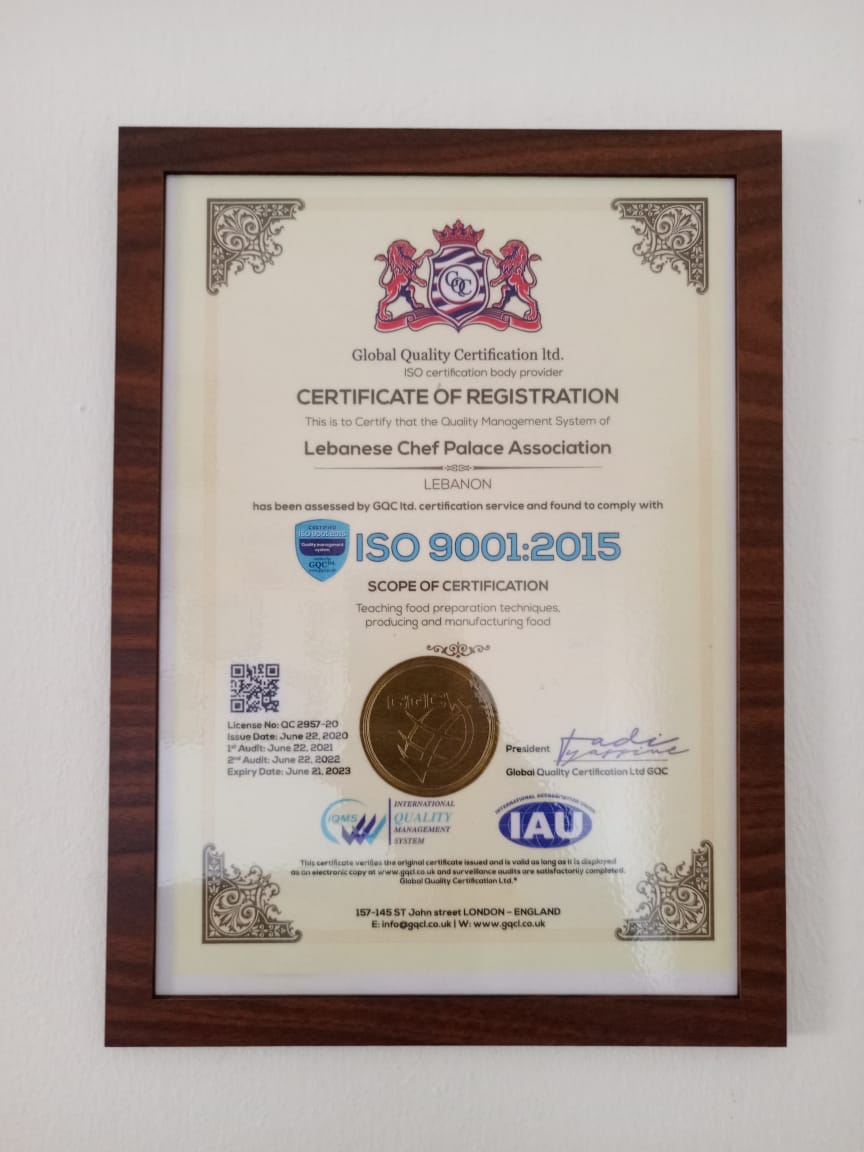 GQC
Global Quality Certification ltd.
ISO certification body provider
CERTIFICATE OF REGISTRATION
This is to Certify that the Quality Management System of
Lebanese Chef Palace Association
LEBANON
has been assessed by GQC ltd. certification service and found to comply with
CERTIFIED
ISO 9001:2015
Quality management
system
GQC ltd.
ISO 9001:2015
SCOPE OF CERTIFICATION
Teaching food preparation techniques,
producing and manufacturing food
License No: QC 2957-20
Issue Date: June 22, 2020
1st Audit: June 22, 2021
2nd Audit: June 22, 2022
Expiry Date: June 21, 2023
GGCL
President
Fadi
yassine
Global Quality Certification Ltd GQC
IQMS
INTERNATIONAL
QUALITY
MANAGEMENT
SYSTEM
INTERNATIONAL ACCREDITATION UNION
IAU
This certificate verifies the original certificate issued and is valid as long as it is displayed
as an electronic copy at www.gqcl.co.uk and surveillance audits are satisfactorily completed.
Global Quality Certification Ltd.®
157-145 ST John street LONDON - ENGLAND
E: info@gqcl.co.uk | W: www.gqcl.co.uk